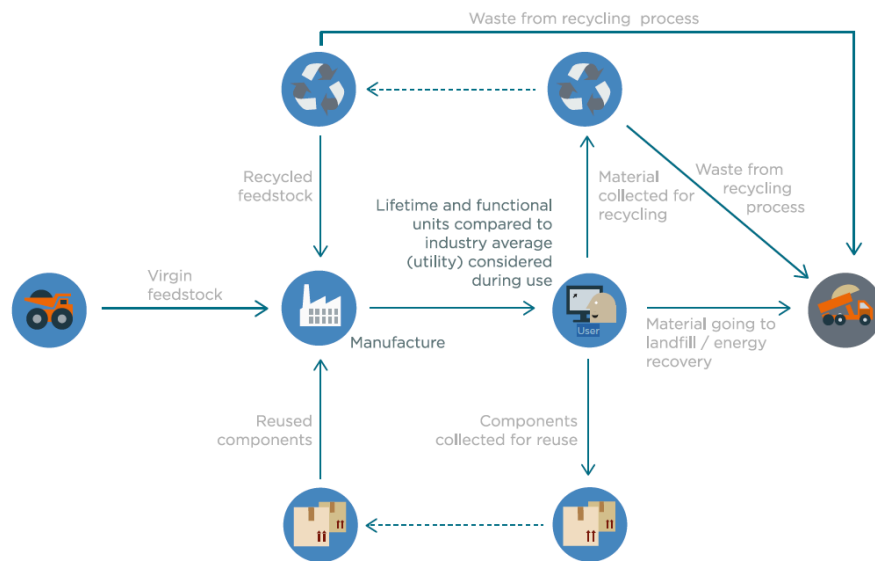 Waste from recycling process
Recycled
feedstock
Material
collected for
recycling
Waste from
recycling
process
Lifetime and functional
units compared to
industry average
(utility) considered
during use
Virgin
feedstock
User
Manufacture
Material going to
landfill / energy
recovery
Reused
components
Components
collected for reuse